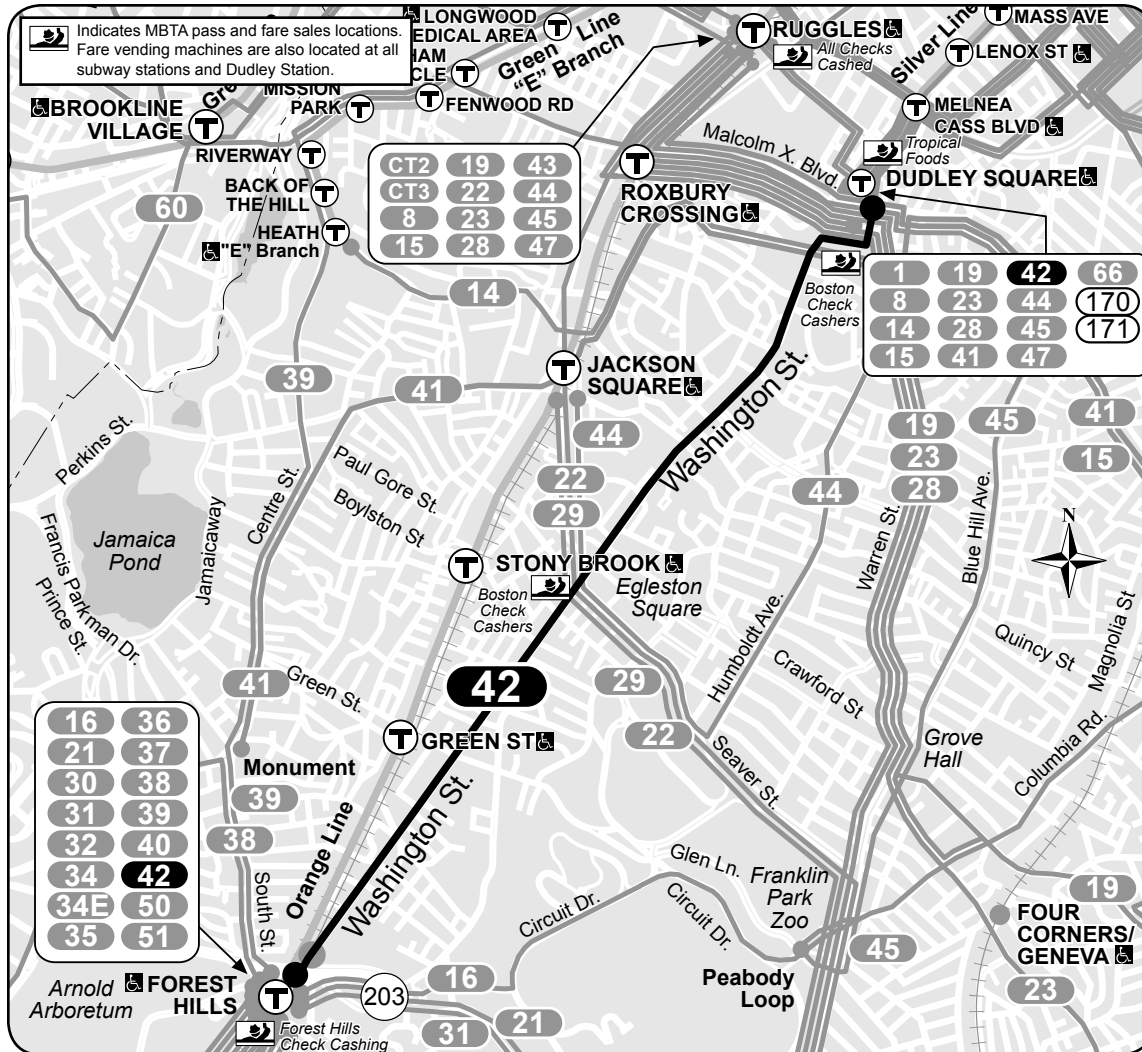 Indicates MBTA pass and fare sales locations.
Fare vending machines are also located at all
subway stations and Dudley Station.
LONGWOOD
EDICAL AREA
HAM
CLE
Green Line
"E" Branch
RUGGLES
All Checks
Cashed
Silver Line
MASS AVE
LENOX ST
MISSION
PARK
FENWOOD RD
BROOKLINE
VILLAGE
MELNEA
CASS BLVD
Tropical
Foods
Malcolm X. Blvd.
DUDLEY SQUARE
RIVERWAY
BACK OF
THE HILL
HEATH
"E" Branch
60
CT2 19 43
CT3 22 44
8 23 45
15 28 47
ROXBURY
CROSSING
Boston
Check
Cashers
1 19 42 66
8 23 44 170
14 28 45 171
15 41 47
14
39
41
JACKSON
SQUARE
44
22
29
Washington St.
19
23
28
45
41
15
44
Perkins St.
Paul Gore St.
Boylston St
Centre St.
Jamaicaway
Jamaica
Pond
Francis Parkman Dr.
Prince St.
STONY BROOK
Boston
Check
Cashers
Egleston
Square
Warren St.
Blue Hill Ave.
N
Humboldt Ave.
Crawford St
Quincy St
Magnolia St
Columbia Rd.
41
Green St.
42
29
22
Seaver St.
Grove
Hall
GREEN ST
Monument
39
38
South St.
Orange Line
Washington St.
16 36
21 37
30 38
31 39
32 40
34 42
34E 50
35 51
Glen Ln.
Franklin
Park
Zoo
Circuit Dr.
Circuit Dr.
45
Peabody
Loop
19
FOUR
CORNERS/
GENEVA
23
Arnold
Arboretum
FOREST
HILLS
203
16
21
31
Forest Hills
Check Cashing